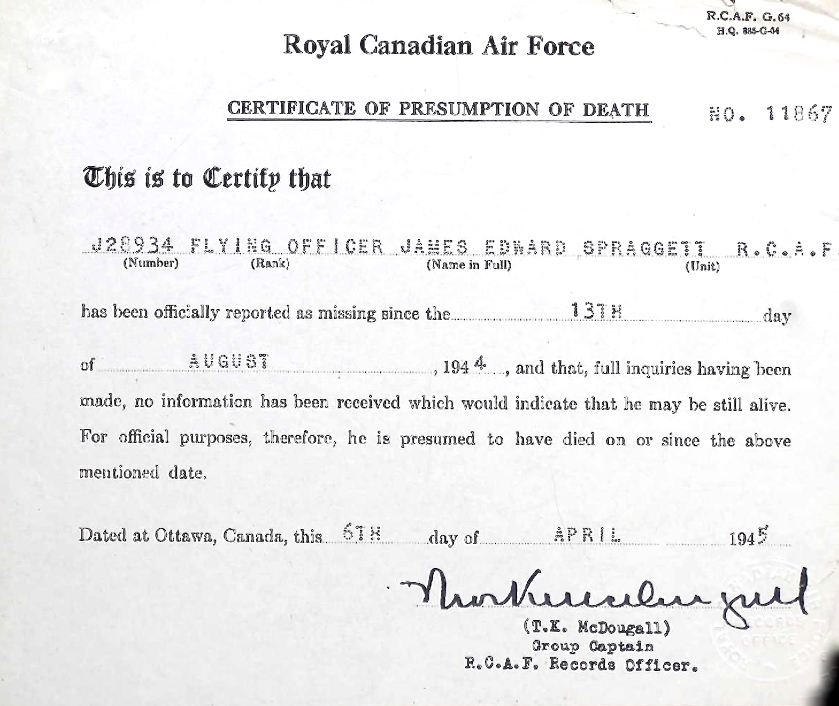 R.C.A.F. G.64
H.Q. 885-G-64
Royal Canadian Air Force
CERTIFICATE OF PRESUMPTION OF DEATH NO. 11867
This is to Certify that
J28934 FLYING OFFICER JAMES EDWARD SPRAGGETT R.C.A.F
(Number) (Rank) (Name in Full) (Unit)
has been officially reported as missing since the 13TH day
of AUGUST, 1944, and that, full inquiries having been
made, no information has been received which would indicate that he may be still alive.
For official purposes, therefore, he is presumed to have died on or since the above
mentioned date.
Dated at Ottawa, Canada, this 6TH day of APRIL 1945
(T.K. McDougall)
Group Captain
R.C.A.F. Records Officer.